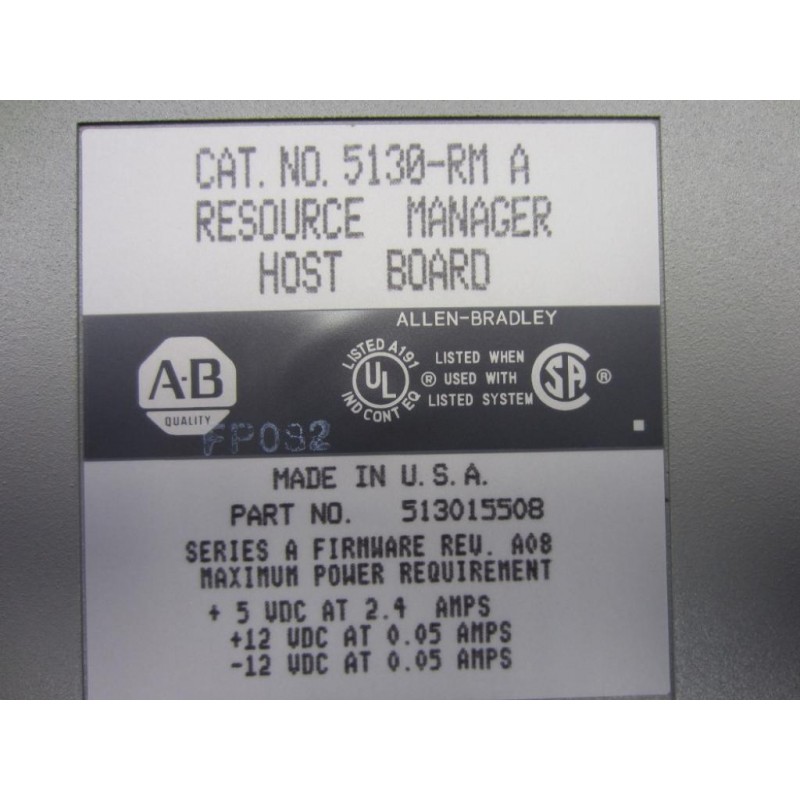 CAT. NO. 5130-RM A
RESOURCE MANAGER
HOST BOARD
ALLEN-BRADLEY
A-B
QUALITY
LISTED A191
UL
IND CONT EQ
®
LISTED WHEN
USED WITH
LISTED SYSTEM
SA
®
FP082
MADE IN U.S.A.
PART NO. 513015508
SERIES A FIRMWARE REV. A08
MAXIMUM POWER REQUIREMENT
+ 5 VDC AT 2.4 AMPS
+12 VDC AT 0.05 AMPS
-12 VDC AT 0.05 AMPS